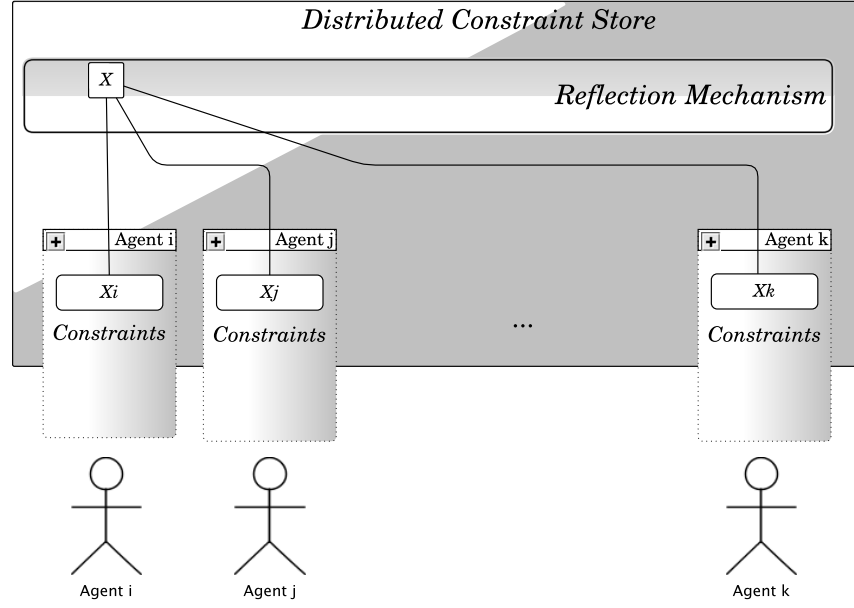 Distributed Constraint Store
X
Reflection Mechanism
Agent i
Agent j
Agent k
Xi
Xj
Xk
Constraints
Constraints
Constraints
...
Agent i
Agent j
Agent k